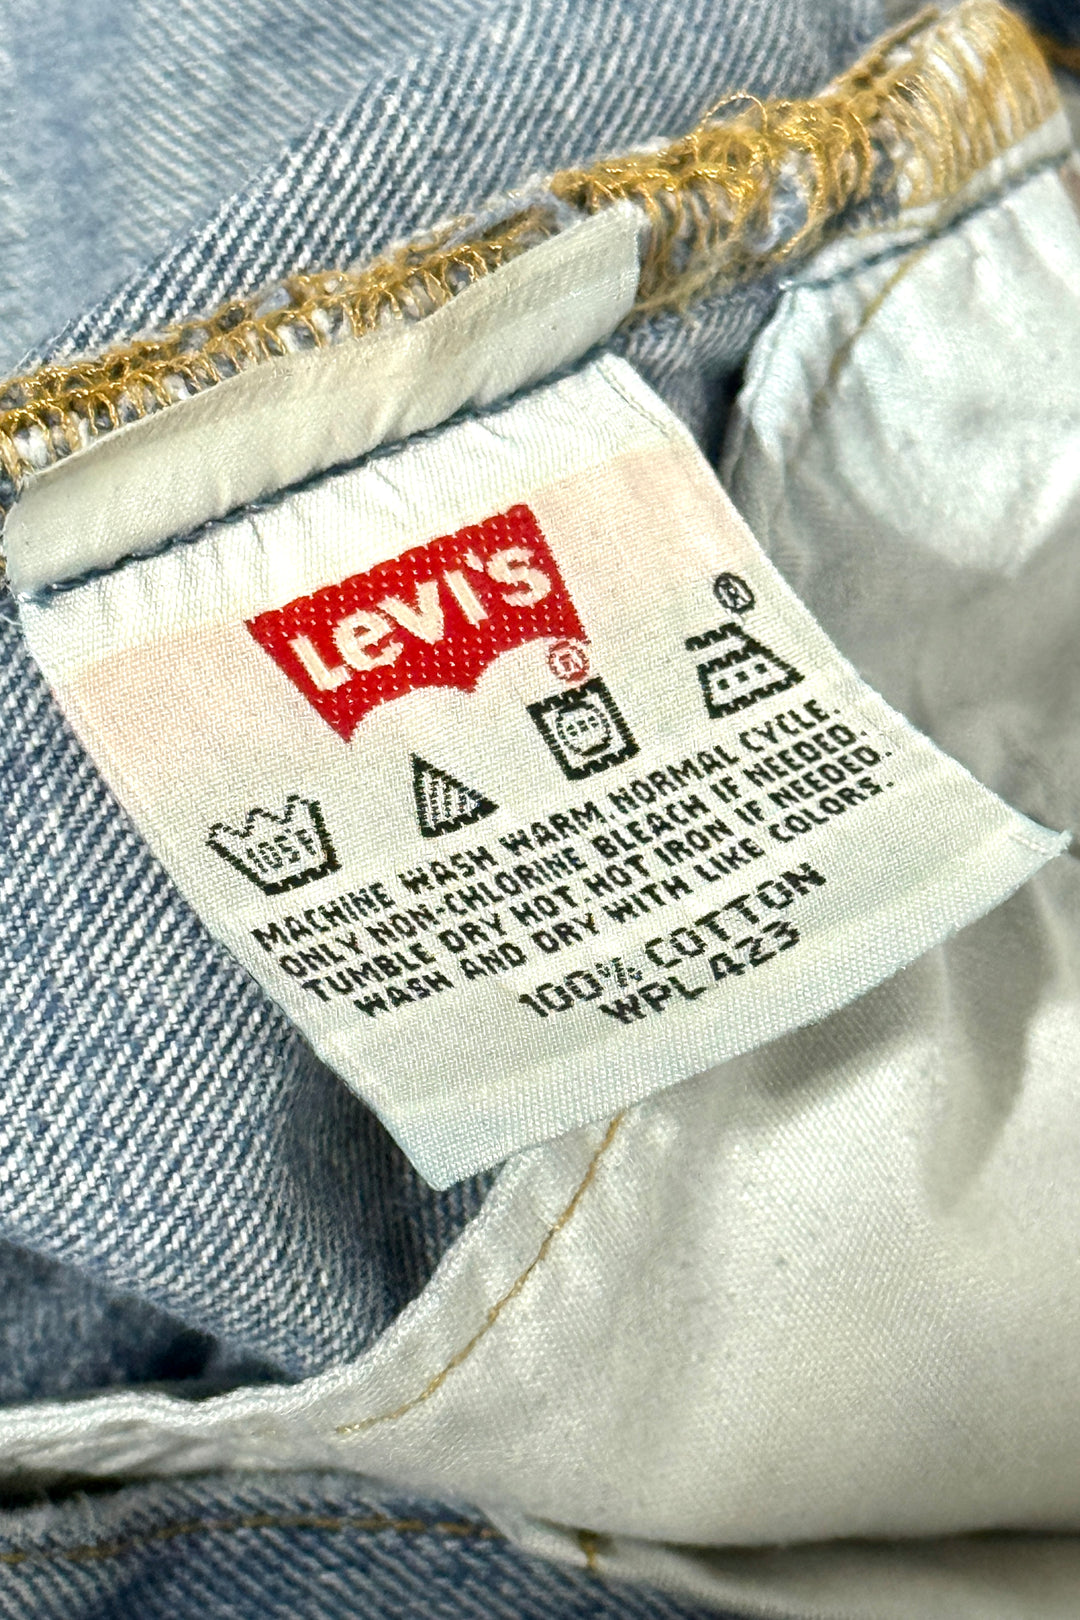 Levi's
®
®
105F
MACHINE WASH WARM, NORMAL CYCLE.
ONLY NON-CHLORINE BLEACH IF NEEDED.
TUMBLE DRY HOT. HOT IRON IF NEEDED.
WASH AND DRY WITH LIKE COLORS.
100% COTTON
WPL 423